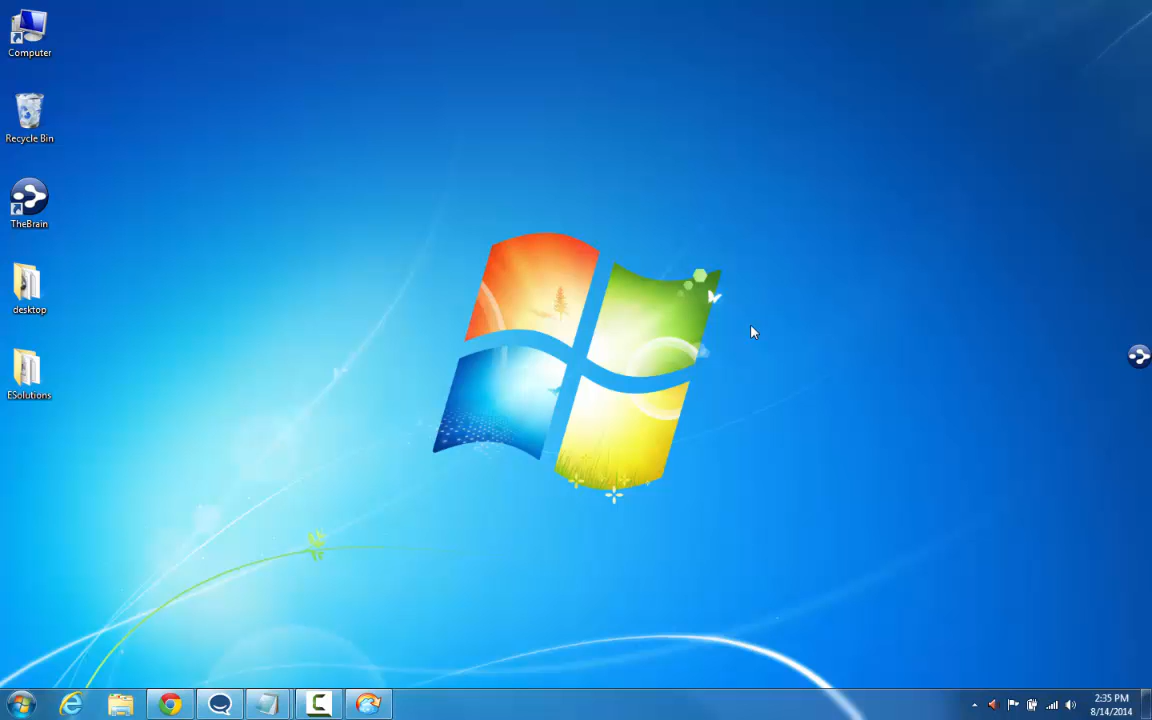 Computer
Recycle Bin
TheBrain
desktop
ESolutions
2:35 PM
8/14/2014